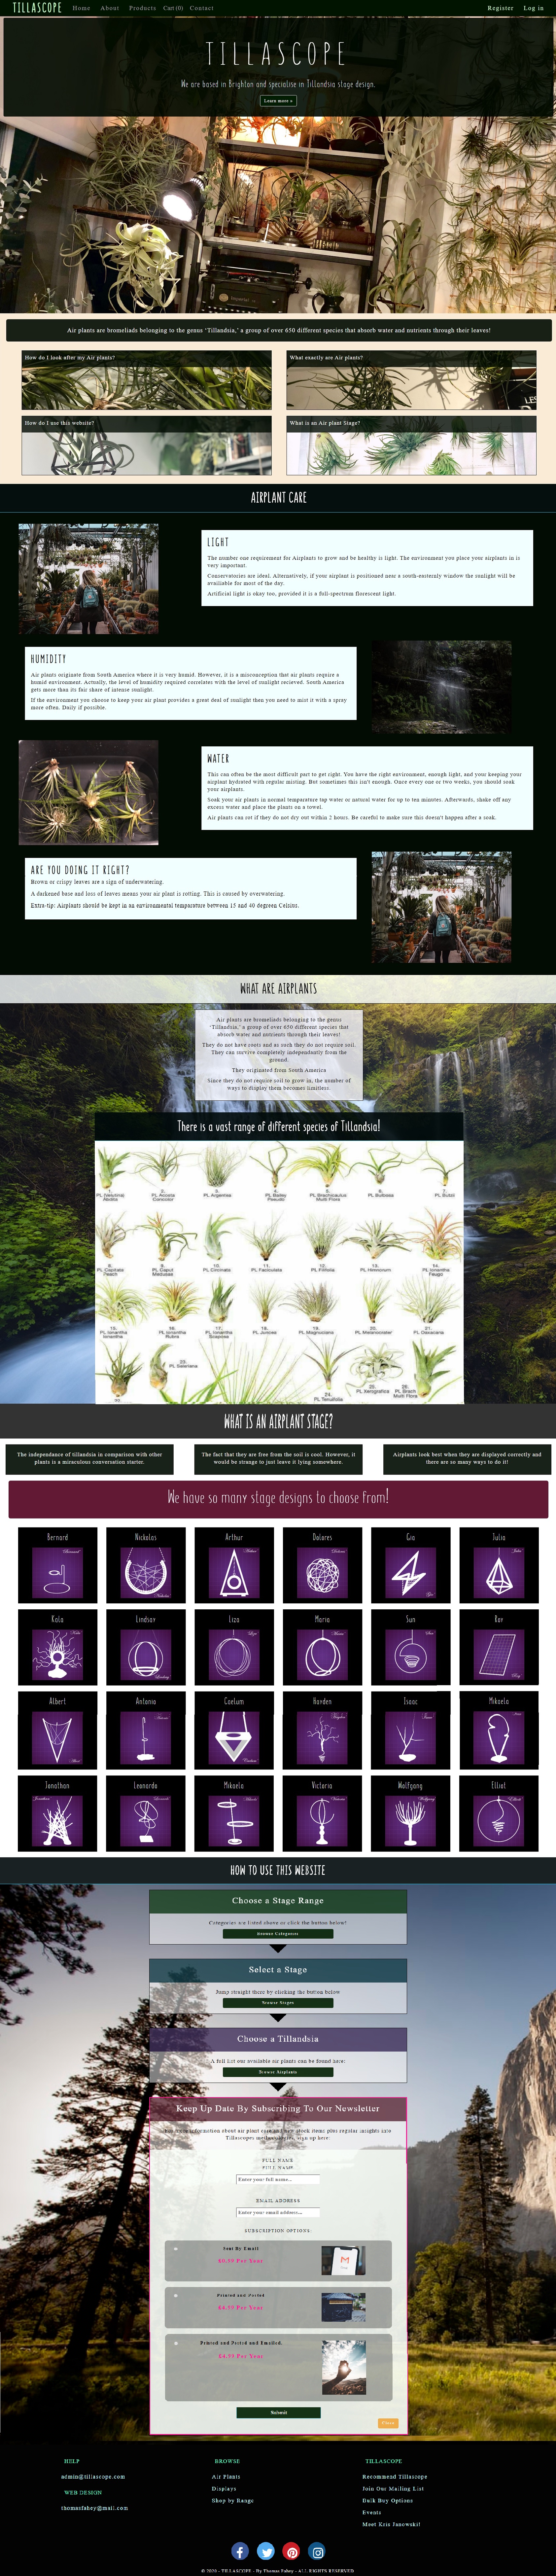 TILLASCOPE Home About Products Cart (0) Contact Register Log in
TILLASCOPE
We are based in Brighton and specialise in Tillandsia stage design.
Learn more »
Air plants are bromeliads belonging to the genus 'Tillandsia,' a group of over 650 different species that absorb water and nutrients through their leaves!
How do I look after my Air plants?
What exactly are Air plants?
How do I use this website?
What is an Air plant Stage?
AIRPLANT CARE
LIGHT
The number one requirement for Airplants to grow and be healthy is light. The environment you place your airplants in is
very important.
Conservatories are ideal. Alternatively, if your airplant is positioned near a south-easternly window the sunlight will be
available for most of the day.
Artificial light is okay too, provided it is a full-spectrum florescent light.
HUMIDITY
Air plants originate from South America where it is very humid. However, it is a misconception that air plants require a
humid environment. Actually, the level of humidity required correlates with the level of sunlight recieved. South America
gets more than its fair share of intense sunlight.
If the environment you choose to keep your air plant provides a great deal of sunlight then you need to mist it with a spray
more often. Daily if possible.
WATER
This can often be the most difficult part to get right. You have the right environment, enough light, and your keeping your
airplant hydrated with regular misting. But sometimes this isn't enough. Once every one or two weeks, you should soak
your airplants.
Soak your air plants in normal temperature tap water or natural water for up to ten minutes. Afterwards, shake off any
excess water and place the plants on a towel.
Air plants can rot if they do not dry out within 2 hours. Be careful to make sure this doesn't happen after a soak.
ARE YOU DOING IT RIGHT?
Brown or crispy leaves are a sign of underwatering.
A darkened base and loss of leaves means your air plant is rotting. This is caused by overwatering.
Extra-tip: Airplants should be kept in an environmental temperature between 15 and 40 degreen Celsius.
WHAT ARE AIRPLANTS
Air plants are bromeliads belonging to the genus
'Tillandsia,' a group of over 650 different species that
absorb water and nutrients through their leaves!
They do not have roots and as such they do not require soil.
They can survive completely independantly from the
ground.
They originated from South America
Since they do not require soil to grow in, the number of
ways to display them becomes limitless.
There is a vast range of different species of Tillandsia!
WHAT IS AN AIRPLANT STAGE?
The independance of tillandsia in comparison with other
plants is a miraculous conversation starter.
The fact that they are free from the soil is cool. However, it
would be strange to just leave it lying somewhere.
Airplants look best when they are displayed correctly and
there are so many ways to do it!
We have so many stage designs to choose from!
Bernard Nickolas Arthur Dolores Gia Julia
Kala Lindsay Liza Maria Sun Ray
Albert Antonio Caelum Hayden Isaac Mikaela
Jonathan Leonardo Mikaela Victoria Wolfgang Elliot
HOW TO USE THIS WEBSITE
Choose a Stage Range
Categories are listed above or click the button below!
Browse Categories
Select a Stage
Jump straight there by clicking the button below
Browse Stages
Choose a Tillandsia
A full list our available air plants can be found here:
Browse Airplants
Keep Up Date By Subscribing To Our Newsletter
FULL NAME
FULL NAME
Enter your full name...
EMAIL ADDRESS
Enter your email address...
SUBSCRIPTION OPTIONS:
Sent By Email
£0.99 Per Year
Printed and Posted
£4.49 Per Year
Printed and Posted and Emailed.
£4.99 Per Year
Submit
HELP BROWSE TILLASCOPE
admin@tillascope.com Air Plants Recommend Tillascope
Displays Join Our Mailing List
WEB DESIGN Shop by Range Bulk Buy Options
thomasfahey@mail.com Events
Meet Kris Janowski!
© 2020 - TILLASCOPE - By Thomas Fahey - ALL RIGHTS RESERVED